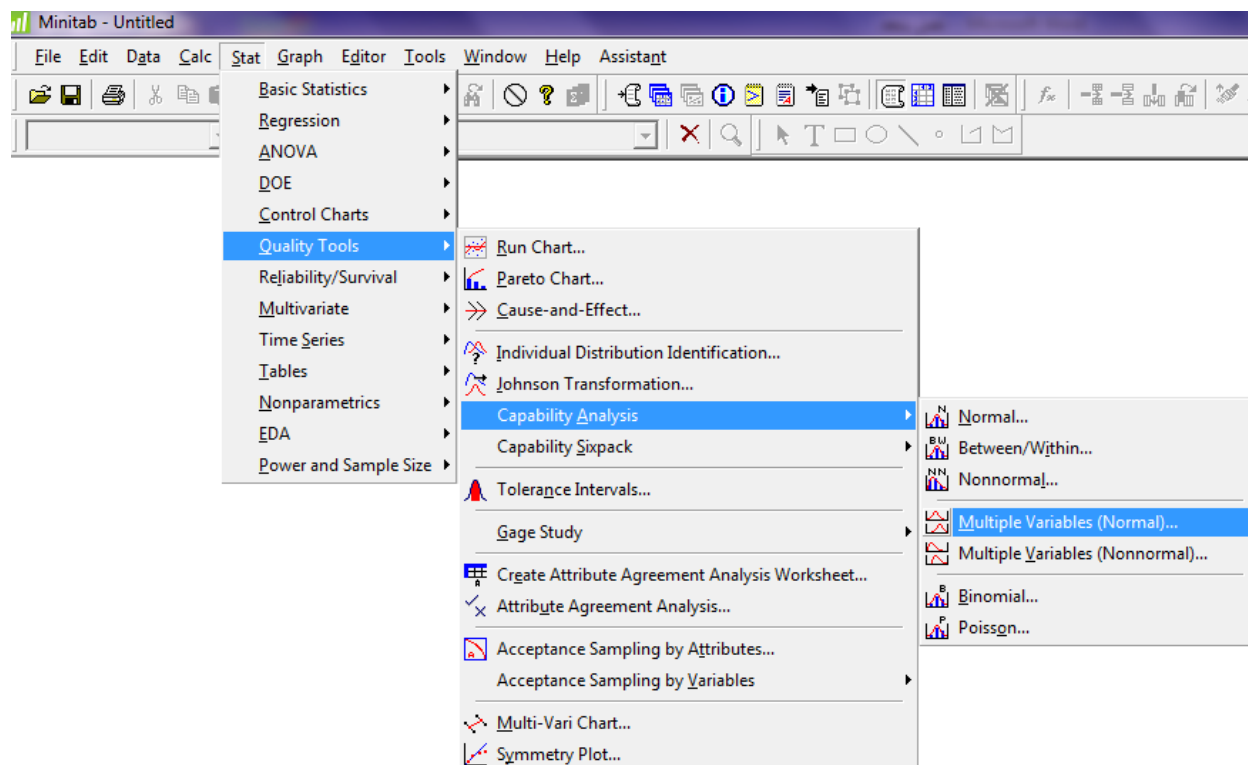 Minitab - Untitled
File Edit Data Calc Stat Graph Editor Tools Window Help Assistant
Basic Statistics
Regression
ANOVA
DOE
Control Charts
Quality Tools
Reliability/Survival
Multivariate
Time Series
Tables
Nonparametrics
EDA
Power and Sample Size
Run Chart...
Pareto Chart...
Cause-and-Effect...
Individual Distribution Identification...
Johnson Transformation...
Capability Analysis
Capability Sixpack
Tolerance Intervals...
Gage Study
Create Attribute Agreement Analysis Worksheet...
Attribute Agreement Analysis...
Acceptance Sampling by Attributes...
Acceptance Sampling by Variables
Multi-Vari Chart...
Symmetry Plot...
Normal...
Between/Within...
Nonnormal...
Multiple Variables (Normal)...
Multiple Variables (Nonnormal)...
Binomial...
Poisson...